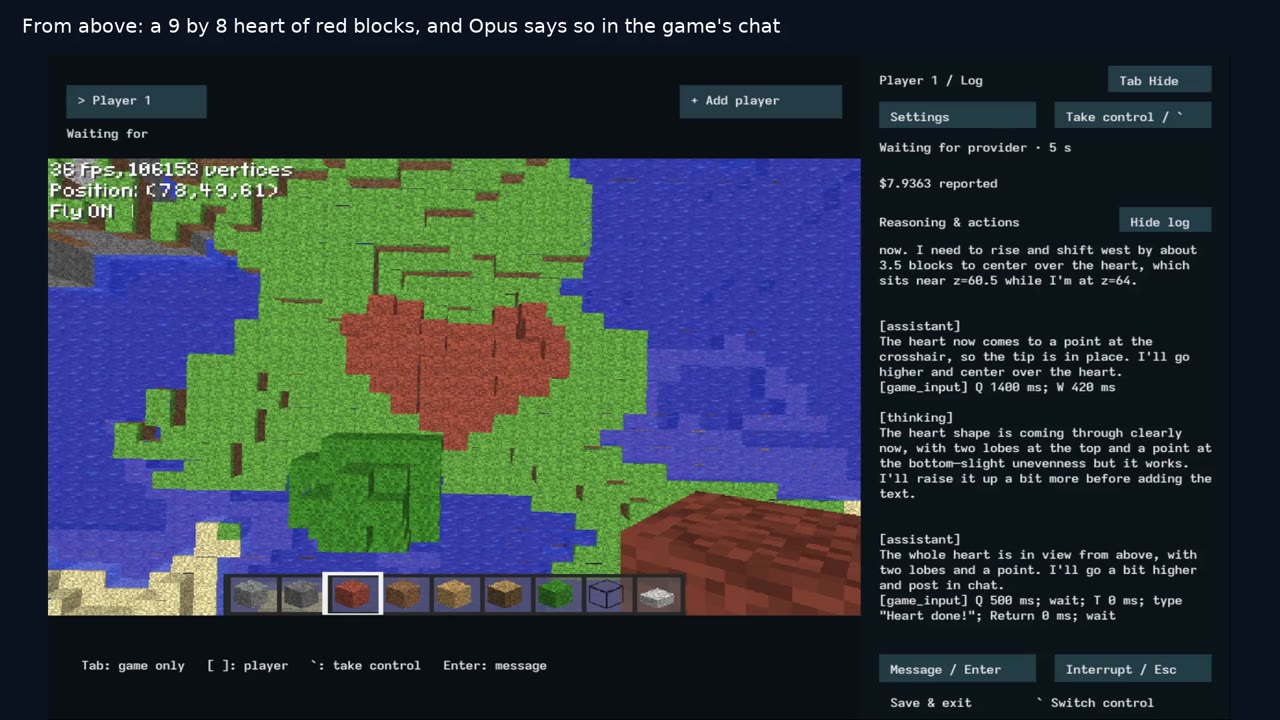 From above: a 9 by 8 heart of red blocks, and Opus says so in the game's chat
> Player 1
+ Add player
Waiting for
36 fps, 106158 vertices
Position: (78,49,61)
Fly ON
Tab: game only [ ]: player `: take control Enter: message
Player 1 / Log
Tab Hide
Settings
Take control / `
Waiting for provider · 5 s
$7.9363 reported
Reasoning & actions
Hide log
now. I need to rise and shift west by about
3.5 blocks to center over the heart, which
sits near z=60.5 while I'm at z=64.
[assistant]
The heart now comes to a point at the
crosshair, so the tip is in place. I'll go
higher and center over the heart.
[game_input] Q 1400 ms; W 420 ms
[thinking]
The heart shape is coming through clearly
now, with two lobes at the top and a point at
the bottom—slight unevenness but it works.
I'll raise it up a bit more before adding the
text.
[assistant]
The whole heart is in view from above, with
two lobes and a point. I'll go a bit higher
and post in chat.
[game_input] Q 500 ms; wait; T 0 ms; type
"Heart done!"; Return 0 ms; wait
Message / Enter
Interrupt / Esc
Save & exit
` Switch control